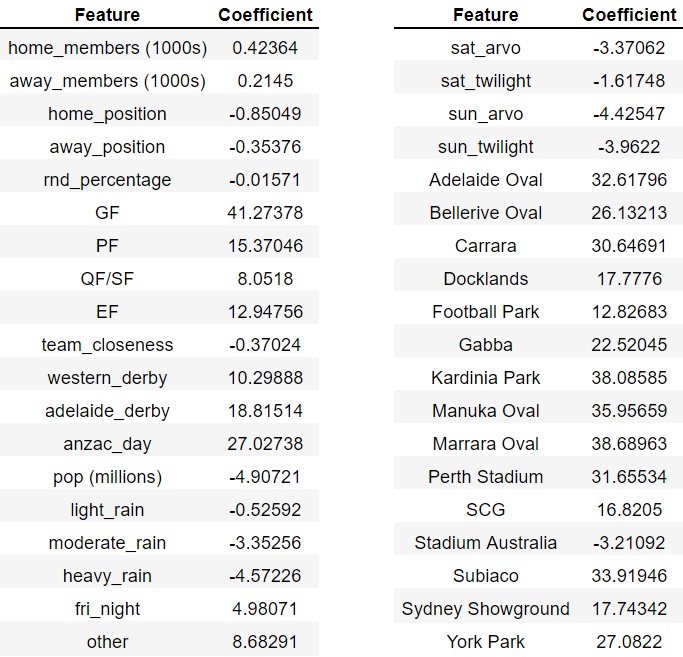 Feature Coefficient
home_members (1000s) 0.42364
away_members (1000s) 0.2145
home_position -0.85049
away_position -0.35376
rnd_percentage -0.01571
GF 41.27378
PF 15.37046
QF/SF 8.0518
EF 12.94756
team_closeness -0.37024
western_derby 10.29888
adelaide_derby 18.81514
anzac_day 27.02738
pop (millions) -4.90721
light_rain -0.52592
moderate_rain -3.35256
heavy_rain -4.57226
fri_night 4.98071
other 8.68291
Feature Coefficient
sat_arvo -3.37062
sat_twilight -1.61748
sun_arvo -4.42547
sun_twilight -3.9622
Adelaide Oval 32.61796
Bellerive Oval 26.13213
Carrara 30.64691
Docklands 17.7776
Football Park 12.82683
Gabba 22.52045
Kardinia Park 38.08585
Manuka Oval 35.95659
Marrara Oval 38.68963
Perth Stadium 31.65534
SCG 16.8205
Stadium Australia -3.21092
Subiaco 33.91946
Sydney Showground 17.74342
York Park 27.0822